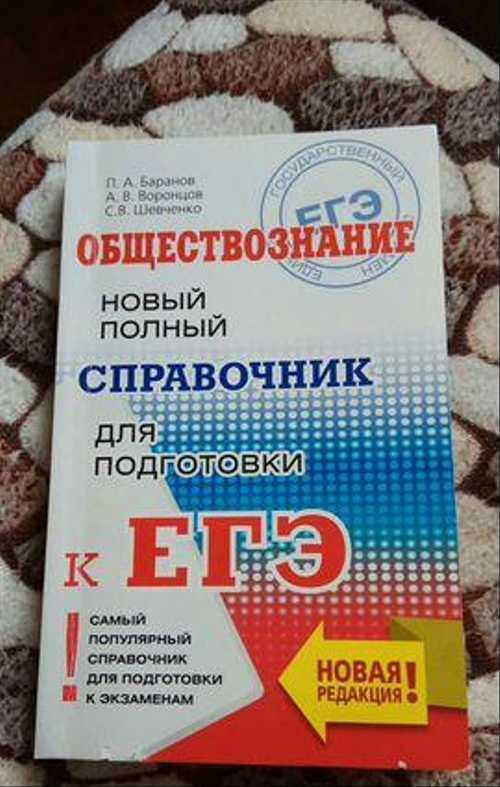 П. А. Баранов
А. В. Воронцов
С.В. Шевченко
ГОСУДАРСТВЕННЫЙ
ЕГЭ
ОБЩЕСТВОЗНАНИЕ
НОВЫЙ
ПОЛНЫЙ
СПРАВОЧНИК
ДЛЯ
ПОДГОТОВКИ
К ЕГЭ
! САМЫЙ
ПОПУЛЯРНЫЙ
СПРАВОЧНИК
ДЛЯ ПОДГОТОВКИ
К ЭКЗАМЕНАМ
НОВАЯ
РЕДАКЦИЯ!